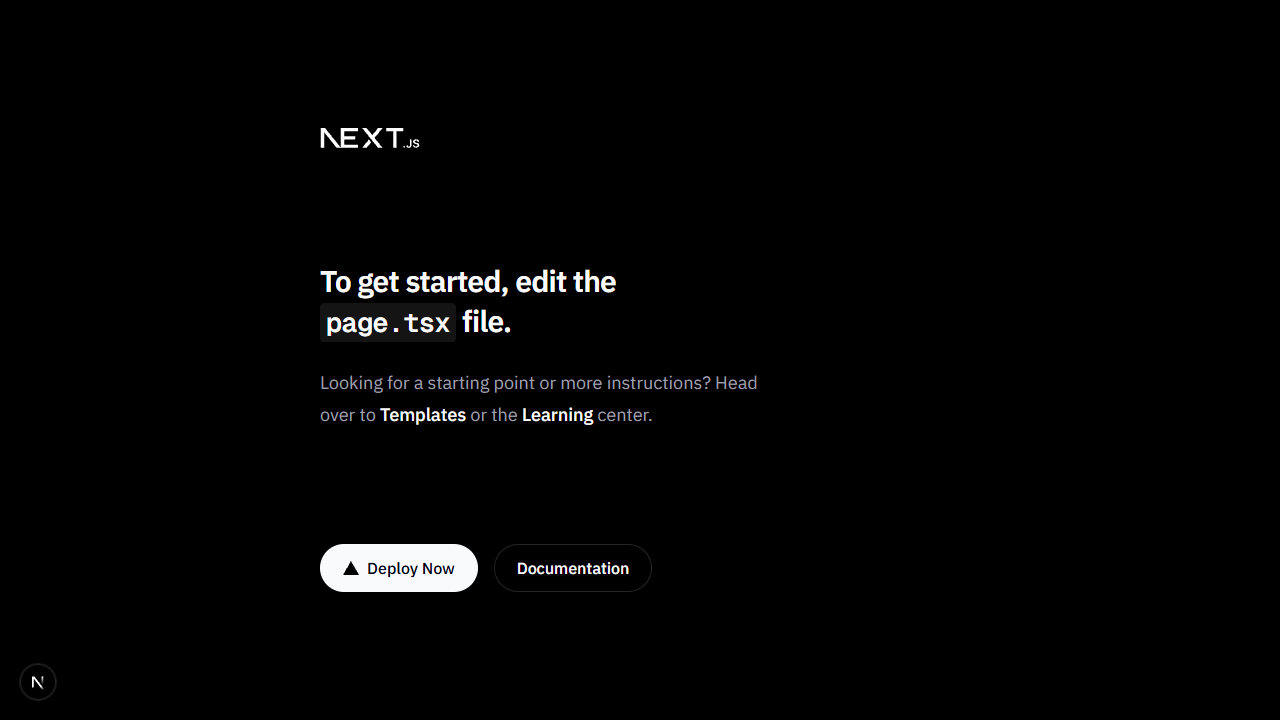 NEXT.JS
To get started, edit the
page.tsx file.
Looking for a starting point or more instructions? Head
over to Templates or the Learning center.
Deploy Now
Documentation
N